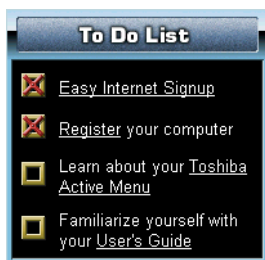 To Do List
Easy Internet Signup
Register your computer
Learn about your Toshiba
Active Menu
Familiarize yourself with
your User's Guide